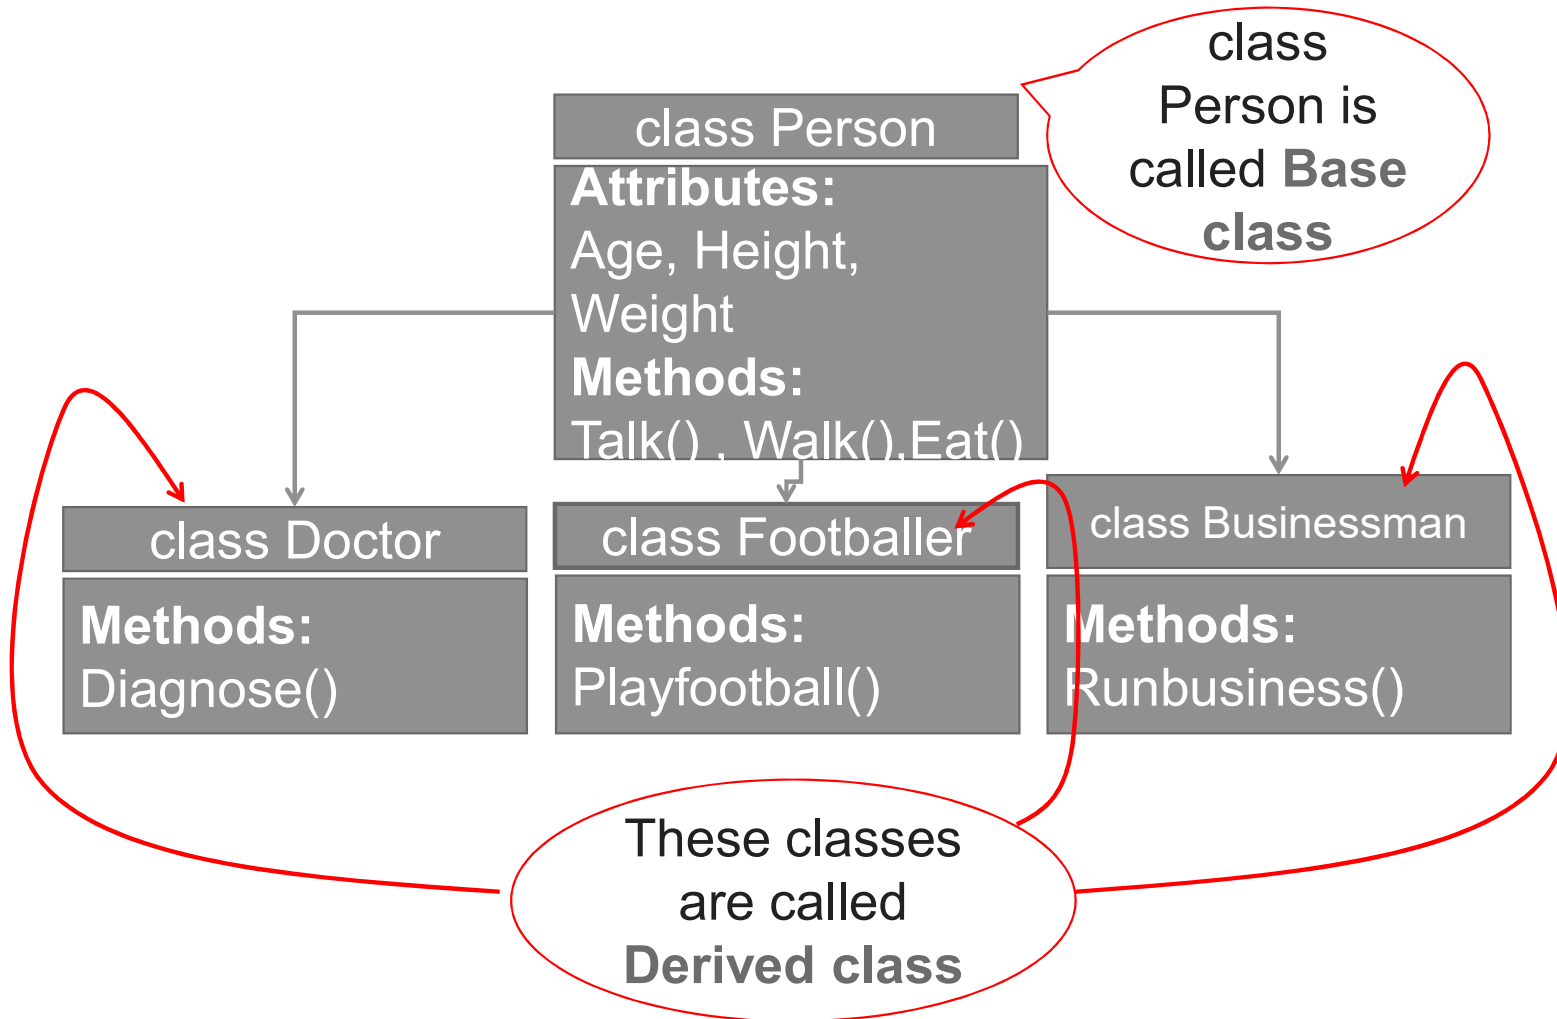 class
Person is
called Base
class
class Person
Attributes:
Age, Height,
Weight
Methods:
Talk() , Walk(),Eat()
class Doctor
Methods:
Diagnose()
class Footballer
Methods:
Playfootball()
class Businessman
Methods:
Runbusiness()
These classes
are called
Derived class